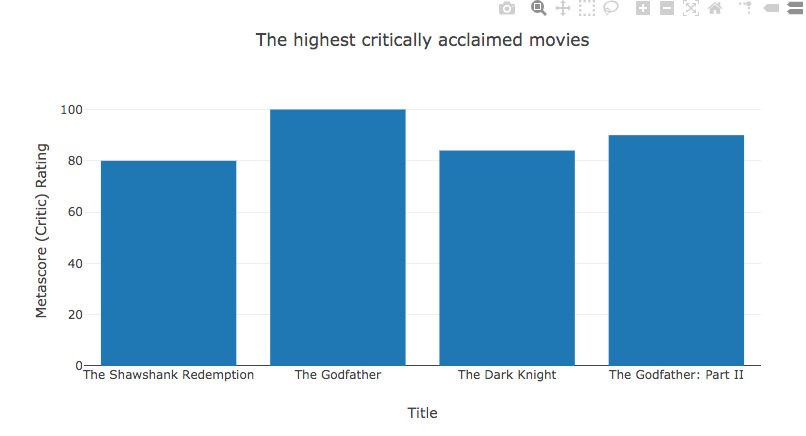 The highest critically acclaimed movies
Metascore (Critic) Rating
100
80
60
40
20
0
The Shawshank Redemption The Godfather The Dark Knight The Godfather: Part II
Title